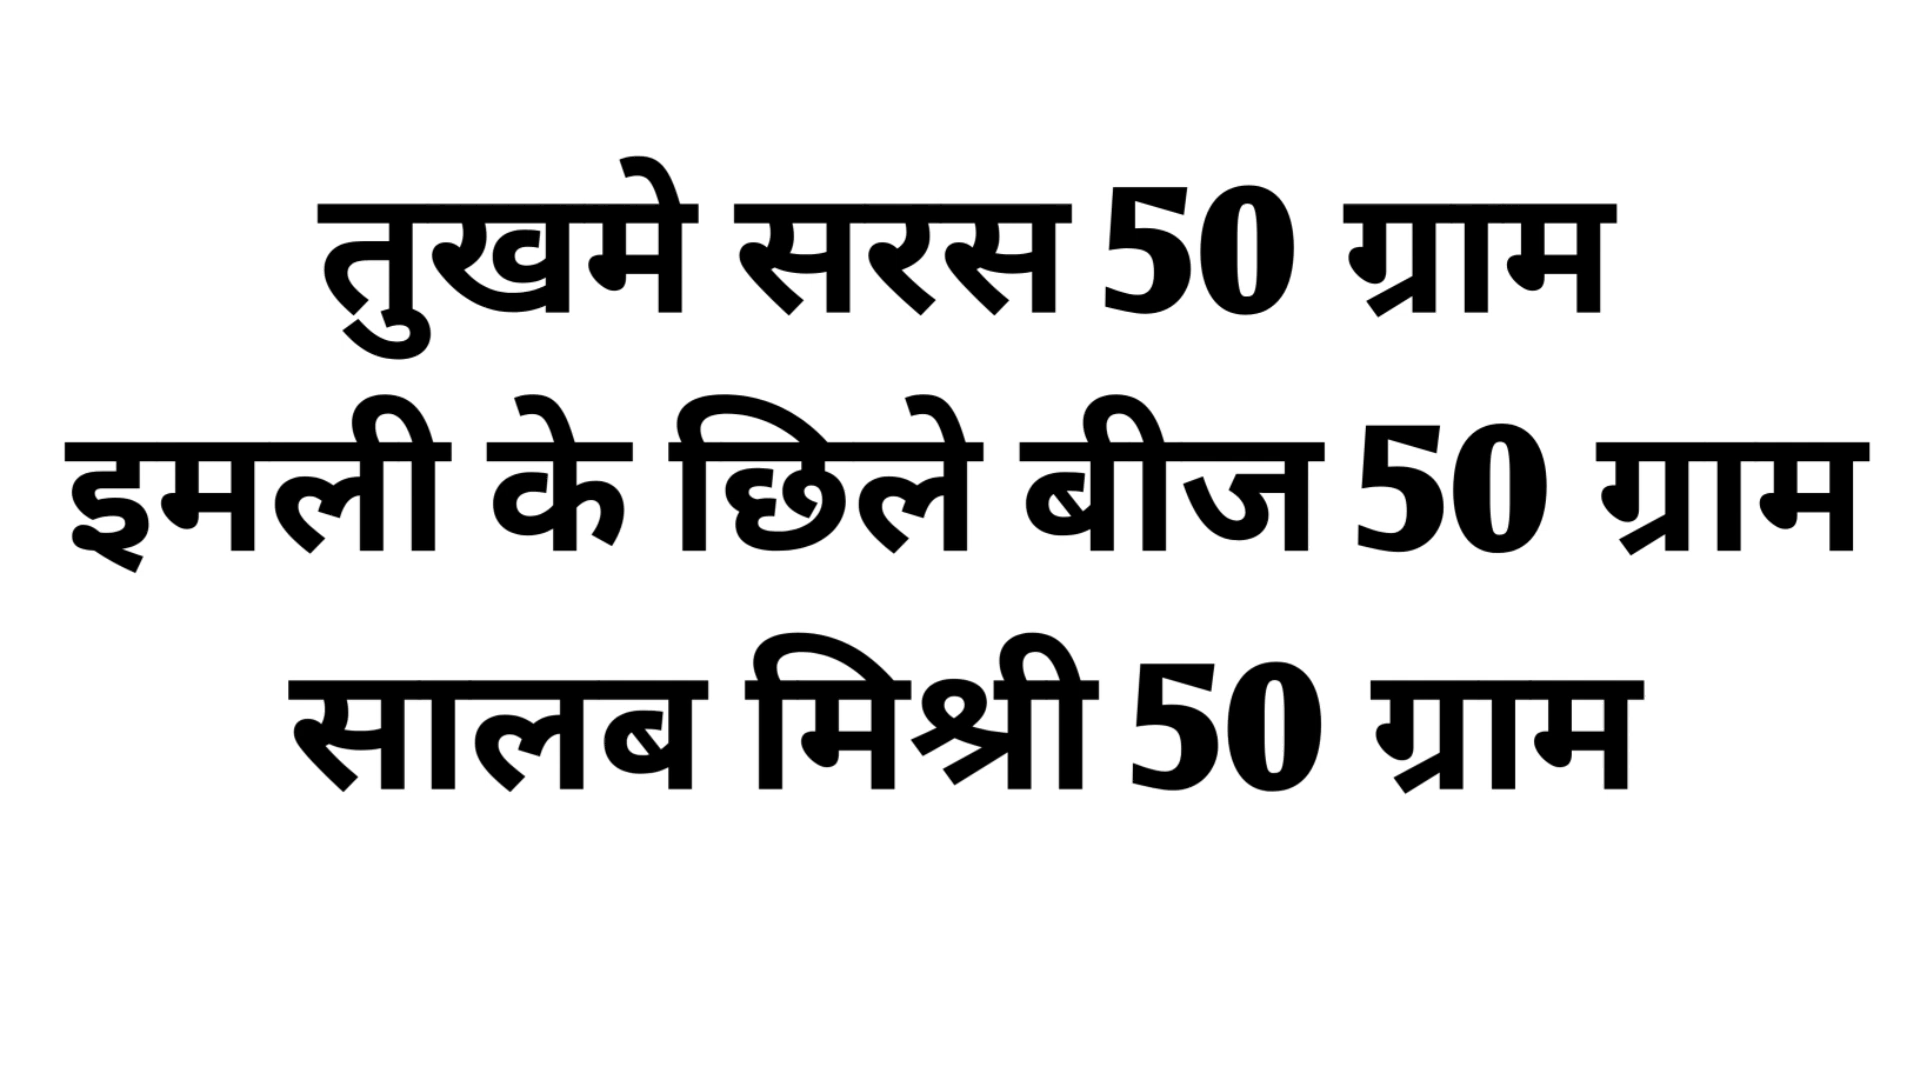 तुखमे सरस 50 ग्राम
इमली के छिले बीज 50 ग्राम
सालब मिश्री 50 ग्राम